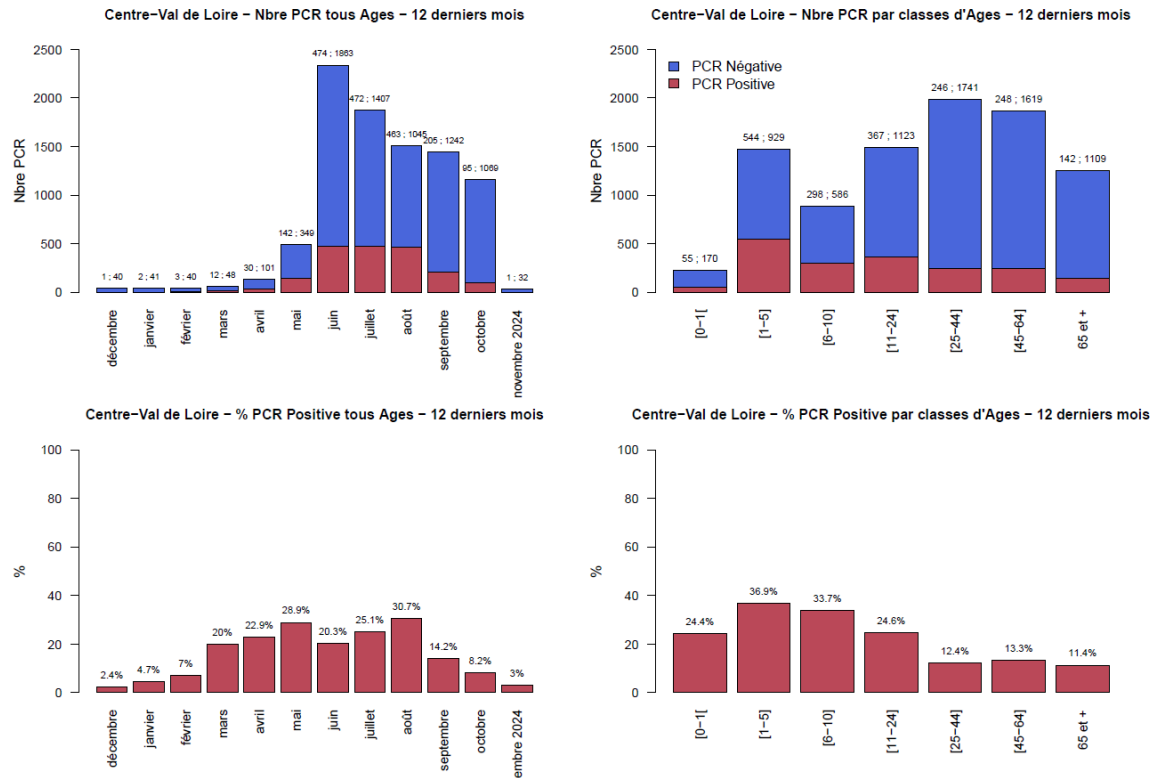 Centre−Val de Loire − Nbre PCR tous Ages − 12 derniers mois
Nbre PCR
2500
2000
1500
1000
500
0
1 ; 40
2 ; 41
3 ; 40
12 ; 48
30 ; 101
142 ; 349
474 ; 1863
472 ; 1407
463 ; 1045
205 ; 1242
95 ; 1069
1 ; 32
décembre
janvier
février
mars
avril
mai
juin
juillet
août
septembre
octobre
novembre 2024
Centre−Val de Loire − Nbre PCR par classes d'Ages − 12 derniers mois
PCR Négative
PCR Positive
Nbre PCR
2500
2000
1500
1000
500
0
55 ; 170
544 ; 929
298 ; 586
367 ; 1123
246 ; 1741
248 ; 1619
142 ; 1109
[0−1[
[1−5]
[6−10]
[11−24]
[25−44]
[45−64]
65 et +
Centre−Val de Loire − % PCR Positive tous Ages − 12 derniers mois
%
100
80
60
40
20
0
2.4%
4.7%
7%
20%
22.9%
28.9%
20.3%
25.1%
30.7%
14.2%
8.2%
3%
décembre
janvier
février
mars
avril
mai
juin
juillet
août
septembre
octobre
embre 2024
Centre−Val de Loire − % PCR Positive par classes d'Ages − 12 derniers mois
%
100
80
60
40
20
0
24.4%
36.9%
33.7%
24.6%
12.4%
13.3%
11.4%
[0−1[
[1−5]
[6−10]
[11−24]
[25−44]
[45−64]
65 et +